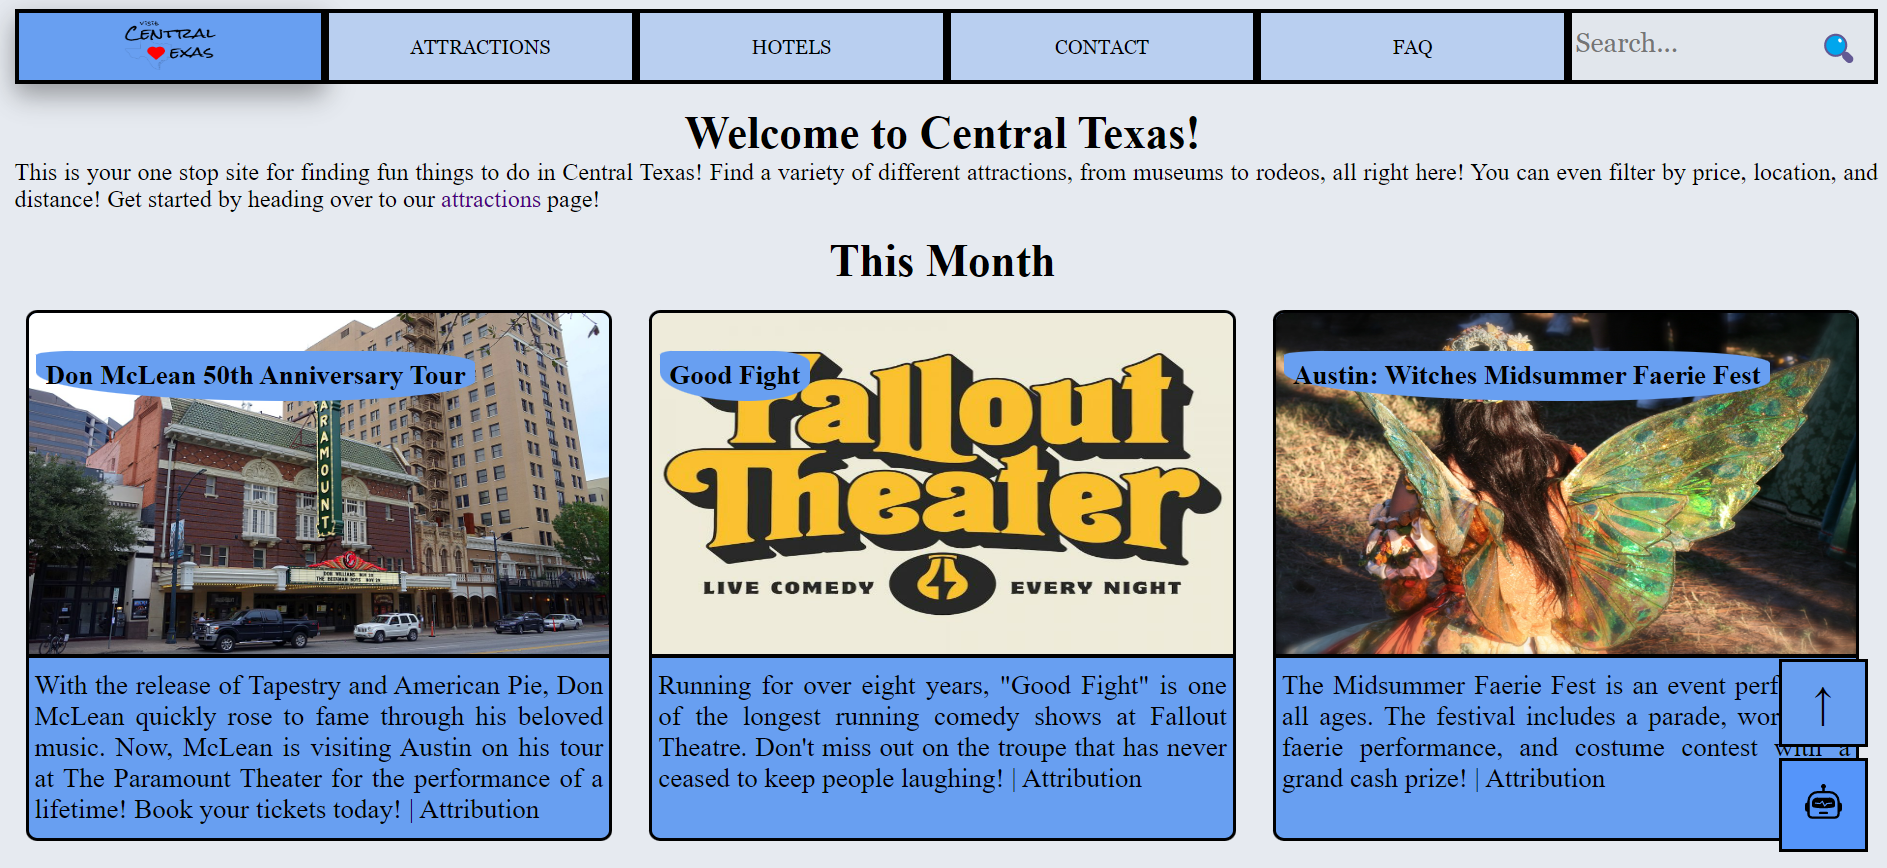 VISIT
CENTRAL
TEXAS
ATTRACTIONS
HOTELS
CONTACT
FAQ
Search...
Welcome to Central Texas!
This is your one stop site for finding fun things to do in Central Texas! Find a variety of different attractions, from museums to rodeos, all right here! You can even filter by price, location, and
distance! Get started by heading over to our attractions page!
This Month
Don McLean 50th Anniversary Tour
PARAMOUNT
With the release of Tapestry and American Pie, Don
McLean quickly rose to fame through his beloved
music. Now, McLean is visiting Austin on his tour
at The Paramount Theater for the performance of a
lifetime! Book your tickets today! | Attribution
Good Fight
Fallout
Theater
LIVE COMEDY EVERY NIGHT
Running for over eight years, "Good Fight" is one
of the longest running comedy shows at Fallout
Theatre. Don't miss out on the troupe that has never
ceased to keep people laughing! | Attribution
Austin: Witches Midsummer Faerie Fest
The Midsummer Faerie Fest is an event perf
all ages. The festival includes a parade, wor
faerie performance, and costume contest with a
grand cash prize! | Attribution